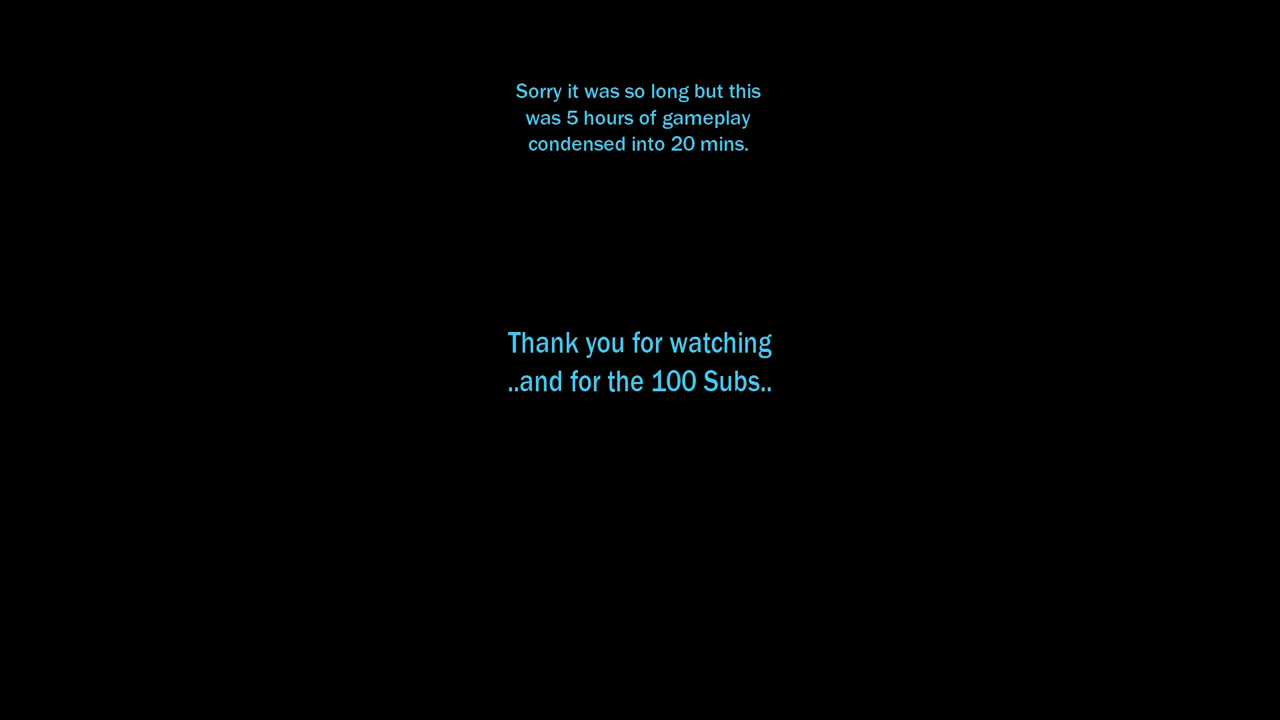 Sorry it was so long but this
was 5 hours of gameplay
condensed into 20 mins.
Thank you for watching
..and for the 100 Subs..